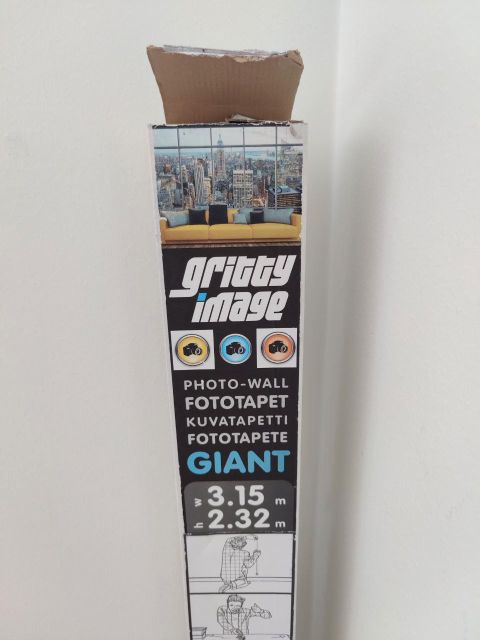 gritty
image
PHOTO-WALL
FOTOTAPET
KUVATAPETTI
FOTOTAPETE
GIANT
w 3.15 m
h 2.32 m